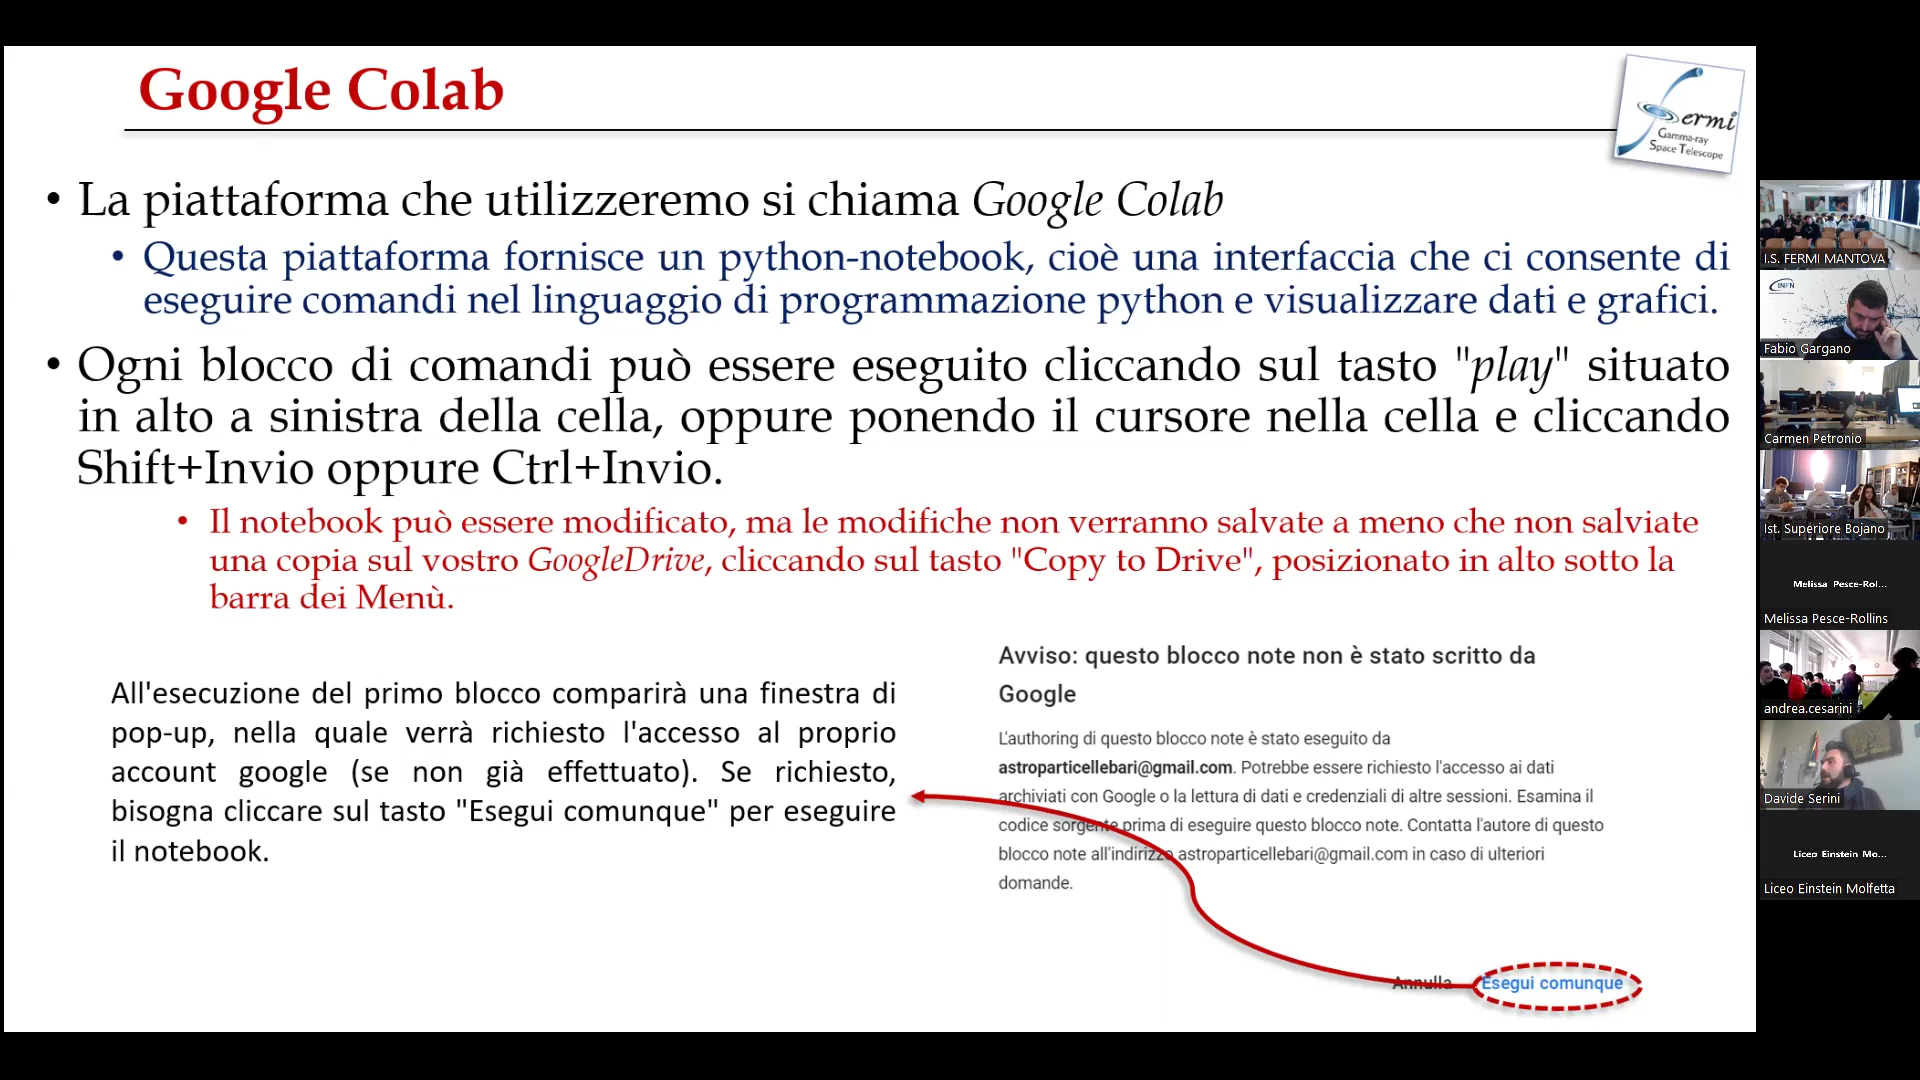 Google Colab
Fermi
Gamma-ray
Space Telescope
• La piattaforma che utilizzeremo si chiama Google Colab
• Questa piattaforma fornisce un python-notebook, cioè una interfaccia che ci consente di
eseguire comandi nel linguaggio di programmazione python e visualizzare dati e grafici.
• Ogni blocco di comandi può essere eseguito cliccando sul tasto "play" situato
in alto a sinistra della cella, oppure ponendo il cursore nella cella e cliccando
Shift+Invio oppure Ctrl+Invio.
• Il notebook può essere modificato, ma le modifiche non verranno salvate a meno che non salviate
una copia sul vostro GoogleDrive, cliccando sul tasto "Copy to Drive", posizionato in alto sotto la
barra dei Menù.
All'esecuzione del primo blocco comparirà una finestra di
pop-up, nella quale verrà richiesto l'accesso al proprio
account google (se non già effettuato). Se richiesto,
bisogna cliccare sul tasto "Esegui comunque" per eseguire
il notebook.
Avviso: questo blocco note non è stato scritto da
Google
L'authoring di questo blocco note è stato eseguito da
astroparticellebari@gmail.com. Potrebbe essere richiesto l'accesso ai dati
archiviati con Google o la lettura di dati e credenziali di altre sessioni. Esamina il
codice sorgente prima di eseguire questo blocco note. Contatta l'autore di questo
blocco note all'indirizzo astroparticellebari@gmail.com in caso di ulteriori
domande.
Annulla Esegui comunque
I.S. FERMI MANTOVA
INFN
Fabio Gargano
Carmen Petronio
Ist. Superiore Bojano
Melissa Pesce-Rol...
Melissa Pesce-Rollins
andrea.cesarini
Davide Serini
Liceo Einstein Mo...
Liceo Einstein Molfetta